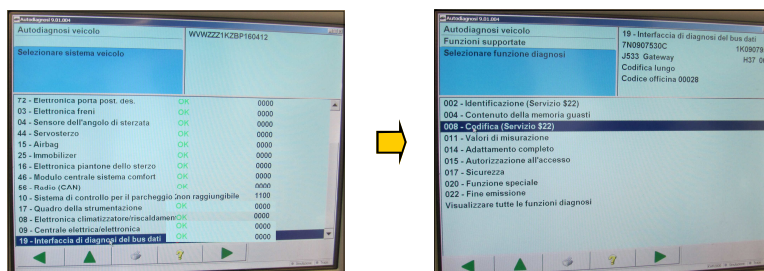 Autodiagnosi 9.01.004
Autodiagnosi veicolo
WVWZZZ1KZBP160412
Selezionare sistema veicolo
72 - Elettronica porta post. des. OK 0000
03 - Elettronica freni OK 0000
04 - Sensore dell'angolo di sterzata OK 0000
44 - Servosterzo OK 0000
15 - Airbag OK 0000
25 - Immobilizer OK 0000
16 - Elettronica piantone dello sterzo OK 0000
46 - Modulo centrale sistema comfort OK 0000
56 - Radio (CAN) OK 0000
10 - Sistema di controllo per il parcheggio non raggiungibile 1100
17 - Quadro della strumentazione OK 0000
08 - Elettronica climatizzatore/riscaldamen OK 0000
09 - Centrale elettrica/elettronica OK 0000
19 - Interfaccia di diagnosi del bus dati OK 0000
Autodiagnosi 9.01.004
Autodiagnosi veicolo
Funzioni supportate
Selezionare funzione diagnosi
19 - Interfaccia di diagnosi del bus dati
7N0907530C 1K09079
J533 Gateway H37 0
Codifica lungo
Codice officina 00028
002 - Identificazione (Servizio $22)
004 - Contenuto della memoria guasti
008 - Codifica (Servizio $22)
011 - Valori di misurazione
014 - Adattamento completo
015 - Autorizzazione all'accesso
017 - Sicurezza
020 - Funzione speciale
022 - Fine emissione
Visualizzare tutte le funzioni diagnosi